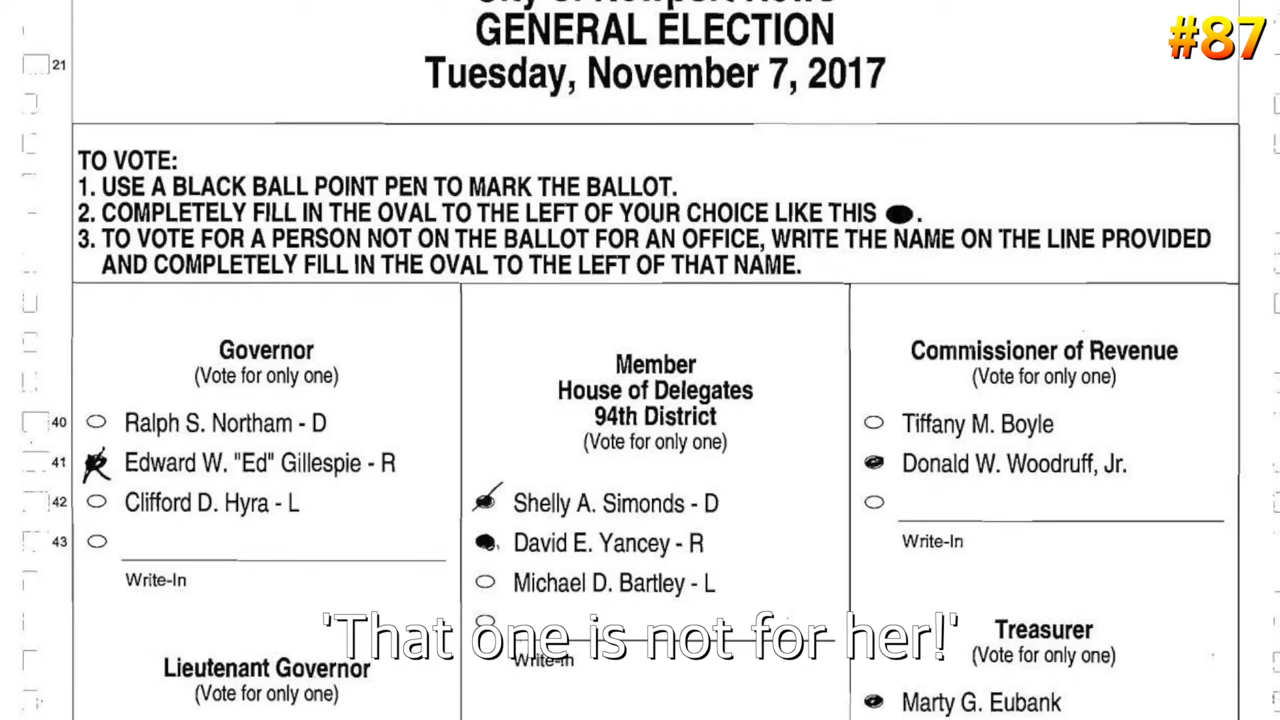 City of Newport News
GENERAL ELECTION
Tuesday, November 7, 2017
#87
21
TO VOTE:
1. USE A BLACK BALL POINT PEN TO MARK THE BALLOT.
2. COMPLETELY FILL IN THE OVAL TO THE LEFT OF YOUR CHOICE LIKE THIS .
3. TO VOTE FOR A PERSON NOT ON THE BALLOT FOR AN OFFICE, WRITE THE NAME ON THE LINE PROVIDED
AND COMPLETELY FILL IN THE OVAL TO THE LEFT OF THAT NAME.
Governor
(Vote for only one)
40
Ralph S. Northam - D
41
Edward W. "Ed" Gillespie - R
42
Clifford D. Hyra - L
43
Write-In
Lieutenant Governor
(Vote for only one)
Member
House of Delegates
94th District
(Vote for only one)
Shelly A. Simonds - D
David E. Yancey - R
Michael D. Bartley - L
Write-In
Commissioner of Revenue
(Vote for only one)
Tiffany M. Boyle
Donald W. Woodruff, Jr.
Write-In
Treasurer
(Vote for only one)
Marty G. Eubank
'That one is not for her!'